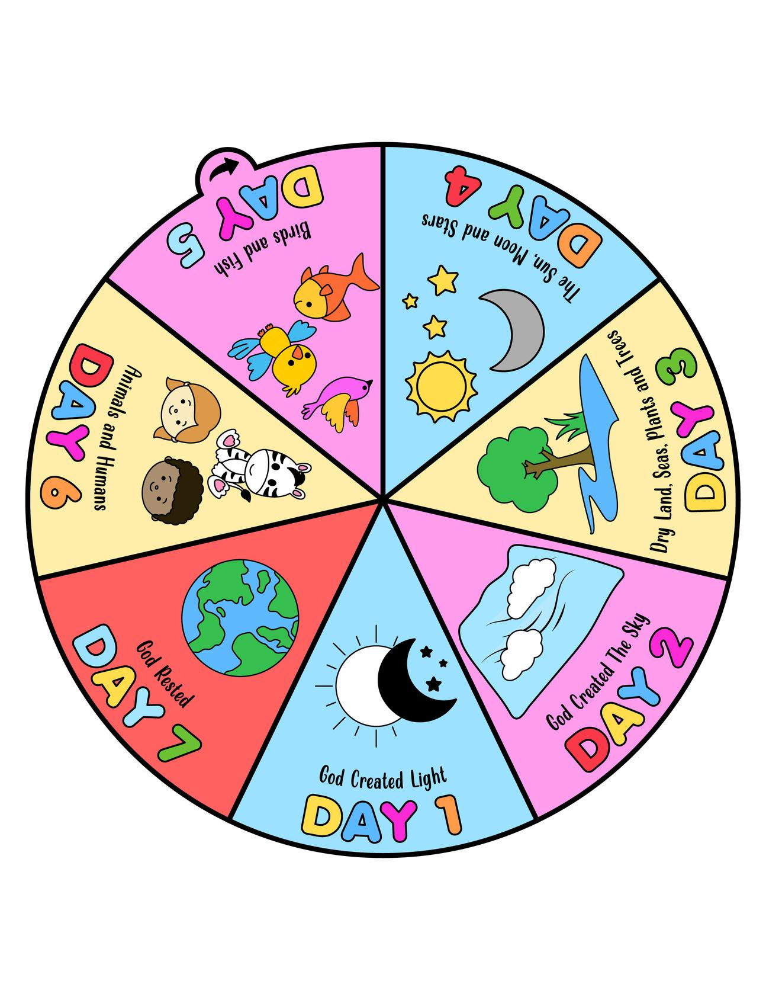 God Created Light
DAY 1
God Created The Sky
DAY 2
Dry Land, Seas, Plants and Trees
DAY 3
The Sun, Moon and Stars
DAY 4
Birds and Fish
DAY 5
Animals and Humans
DAY 6
God Rested
DAY 7